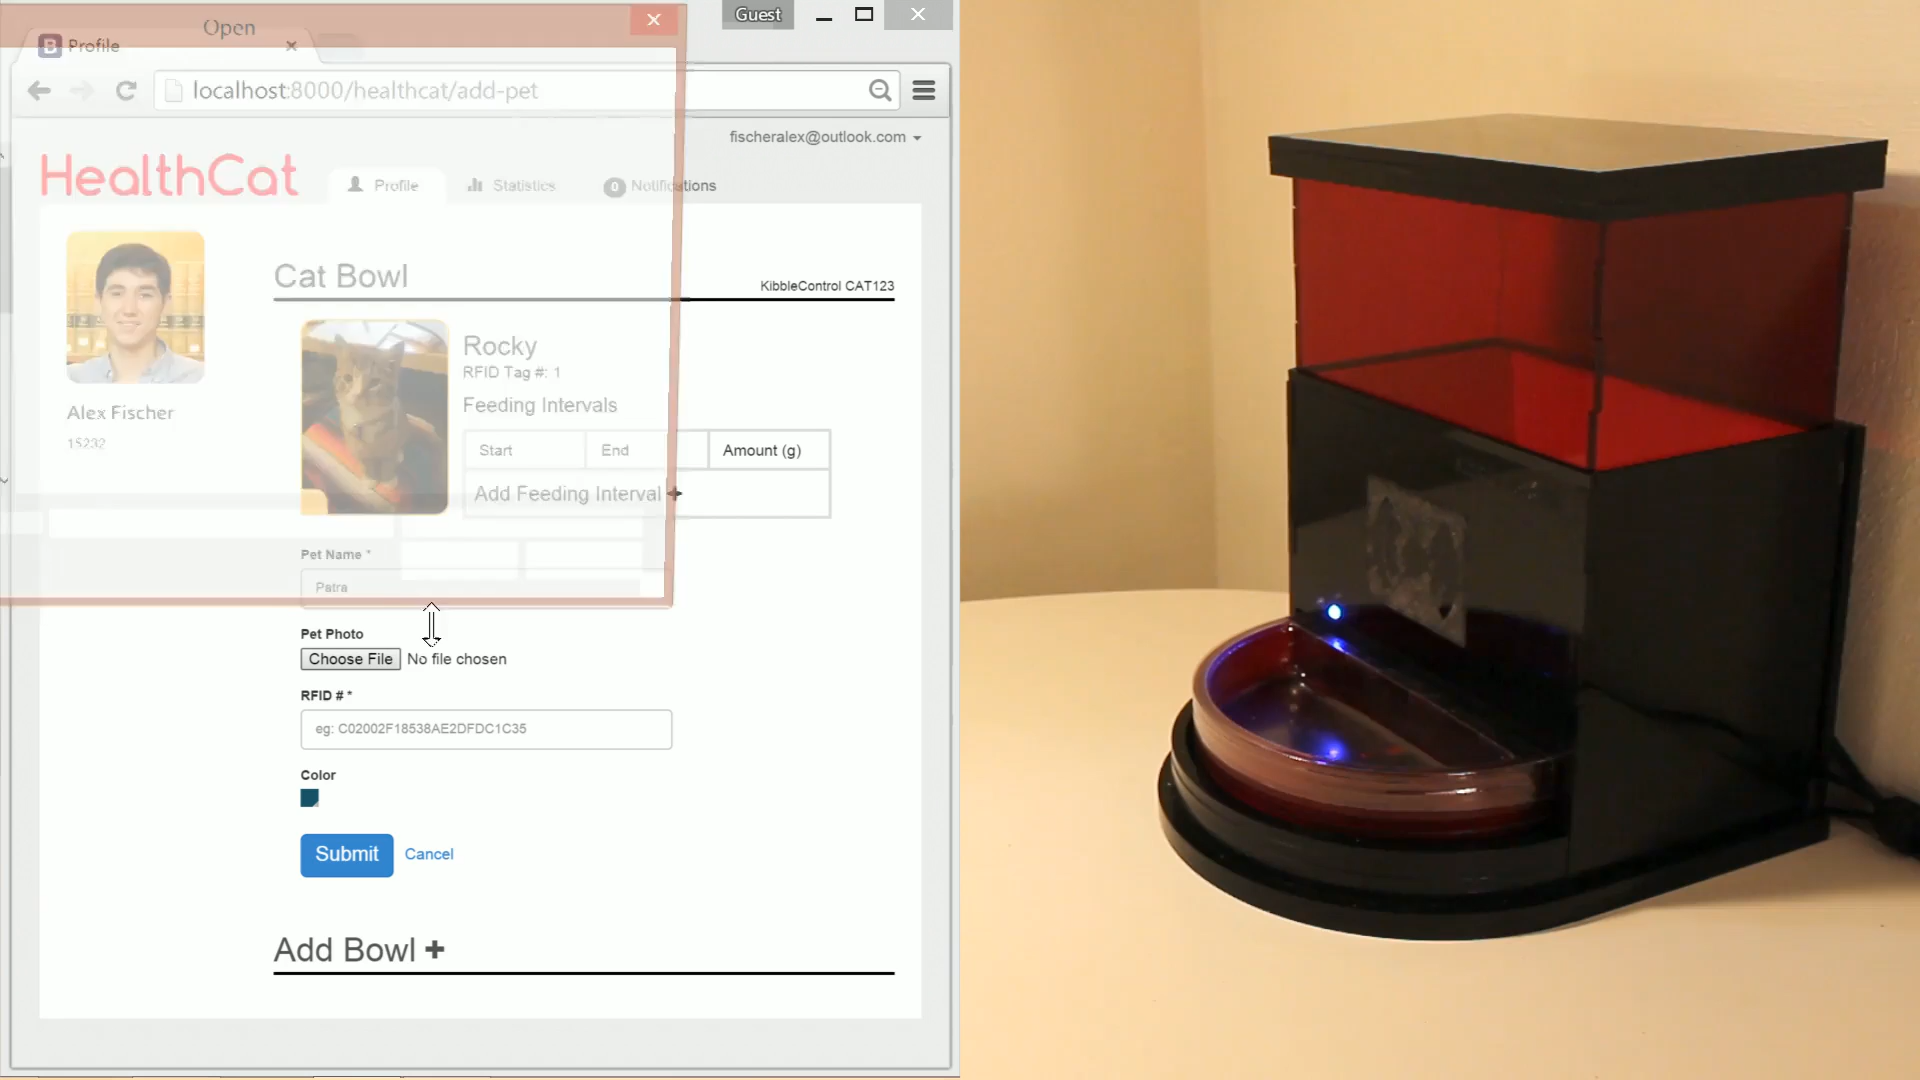 Open
Guest
Profile
localhost:8000/healthcat/add-pet
fischeralex@outlook.com
HealthCat
Profile
Statistics
0 Notifications
Cat Bowl
KibbleControl CAT123
Rocky
RFID Tag #: 1
Feeding Intervals
Alex Fischer
15232
Start End Amount (g)
Add Feeding Interval +
Pet Name *
Patra
Pet Photo
Choose File No file chosen
RFID # *
eg: C02002F18538AE2DFDC1C35
Color
Submit Cancel
Add Bowl +